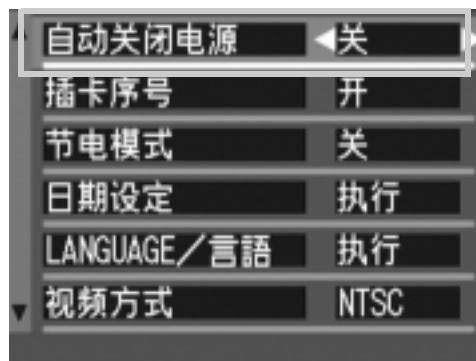 自动关闭电源 关
插卡序号 开
节电模式 关
日期设定 执行
LANGUAGE／言語 执行
视频方式 NTSC